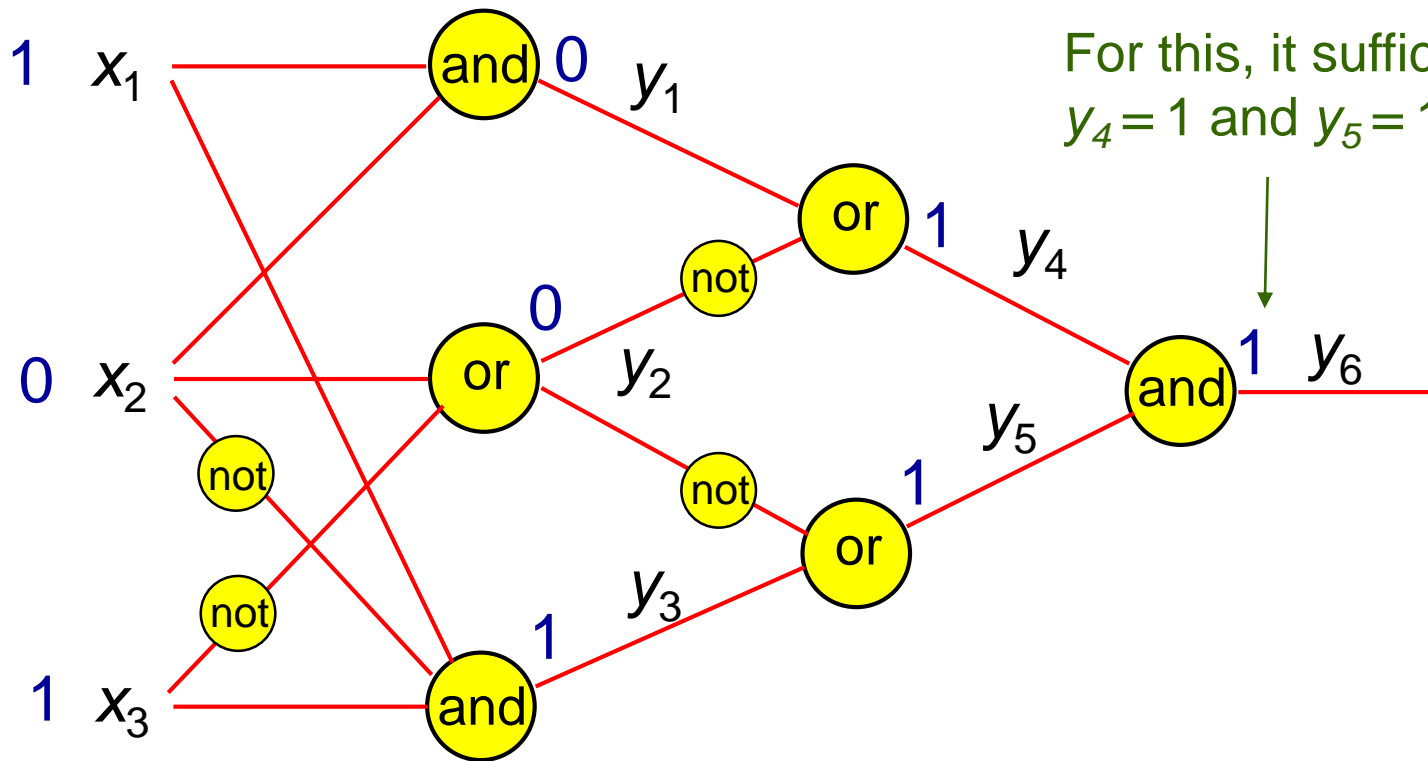 1 x₁ and 0 y₁
For this, it suffic
y₄ = 1 and y₅ = 1
or 1 y₄
not
0
0 x₂ or y₂
and 1 y₆
not
not
y₅
1
or
not
y₃
1
1 x₃ and